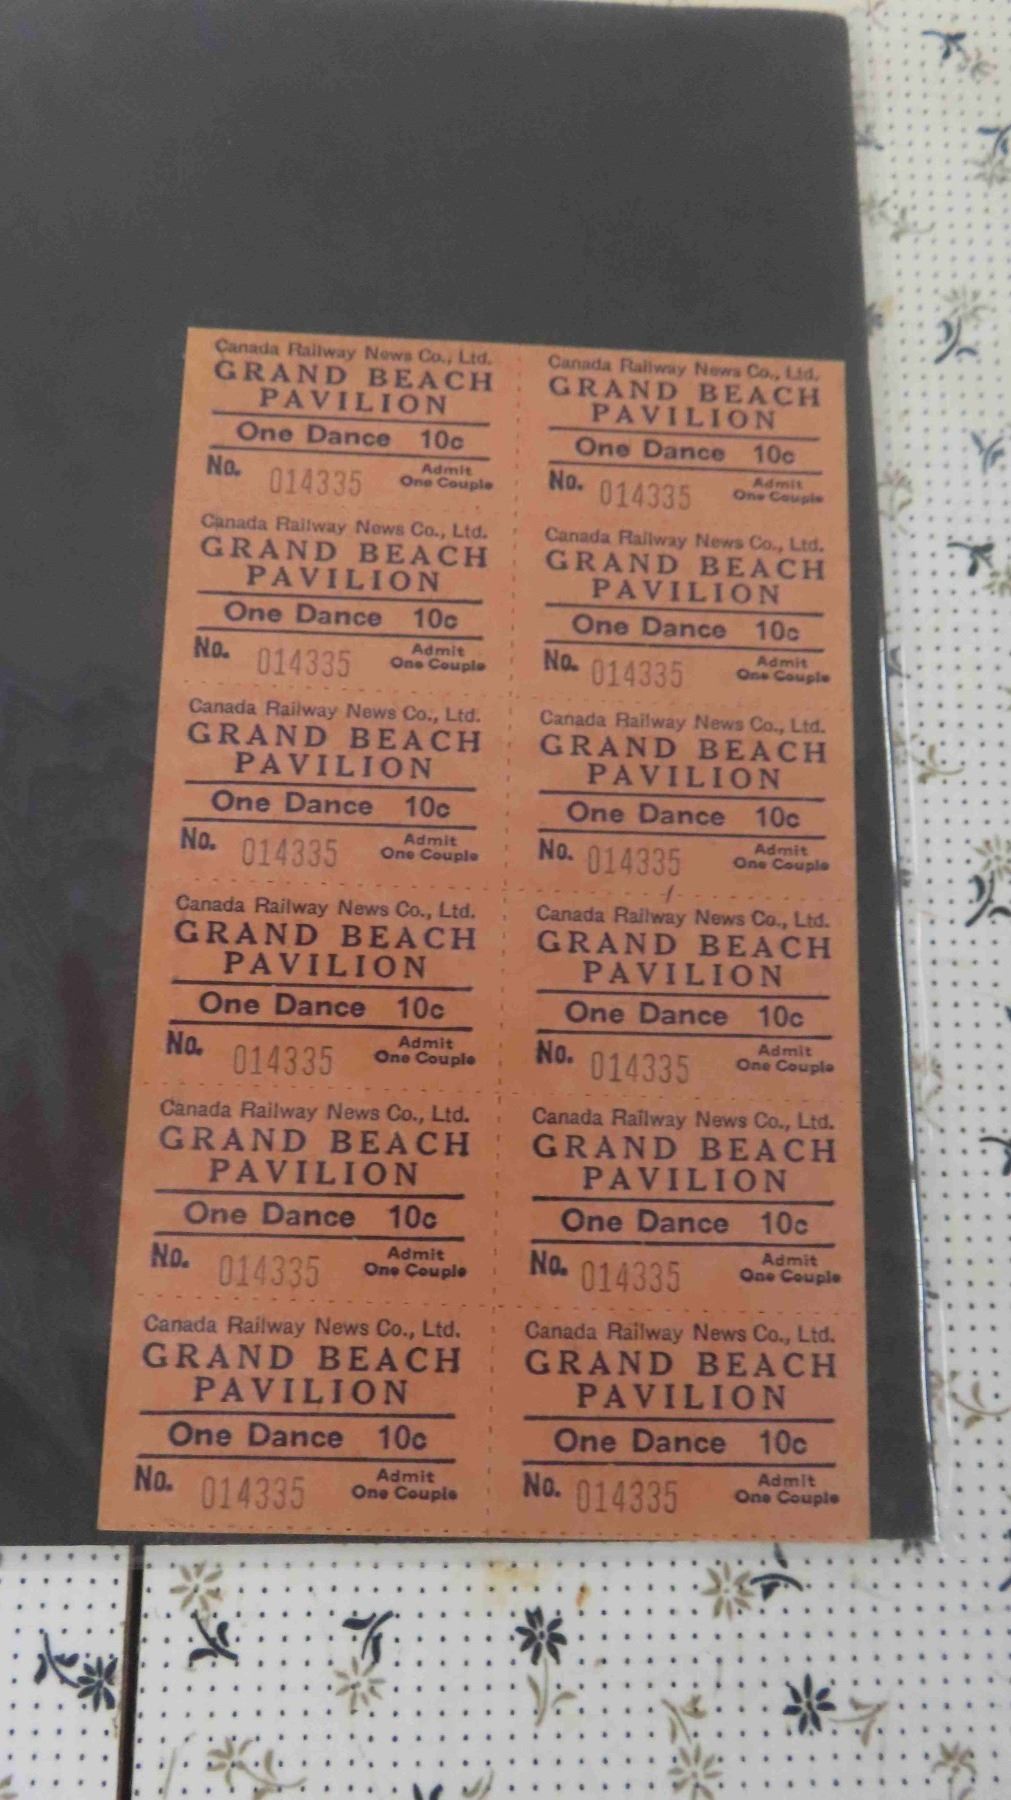 Canada Railway News Co., Ltd.
GRAND BEACH
PAVILION
One Dance 10c
No. 014335 Admit
One Couple
Canada Railway News Co., Ltd.
GRAND BEACH
PAVILION
One Dance 10c
No. 014335 Admit
One Couple
Canada Railway News Co., Ltd.
GRAND BEACH
PAVILION
One Dance 10c
No. 014335 Admit
One Couple
Canada Railway News Co., Ltd.
GRAND BEACH
PAVILION
One Dance 10c
No. 014335 Admit
One Couple
Canada Railway News Co., Ltd.
GRAND BEACH
PAVILION
One Dance 10c
No. 014335 Admit
One Couple
Canada Railway News Co., Ltd.
GRAND BEACH
PAVILION
One Dance 10c
No. 014335 Admit
One Couple
Canada Railway News Co., Ltd.
GRAND BEACH
PAVILION
One Dance 10c
No. 014335 Admit
One Couple
Canada Railway News Co., Ltd.
GRAND BEACH
PAVILION
One Dance 10c
No. 014335 Admit
One Couple
Canada Railway News Co., Ltd.
GRAND BEACH
PAVILION
One Dance 10c
No. 014335 Admit
One Couple
Canada Railway News Co., Ltd.
GRAND BEACH
PAVILION
One Dance 10c
No. 014335 Admit
One Couple
Canada Railway News Co., Ltd.
GRAND BEACH
PAVILION
One Dance 10c
No. 014335 Admit
One Couple
Canada Railway News Co., Ltd.
GRAND BEACH
PAVILION
One Dance 10c
No. 014335 Admit
One Couple